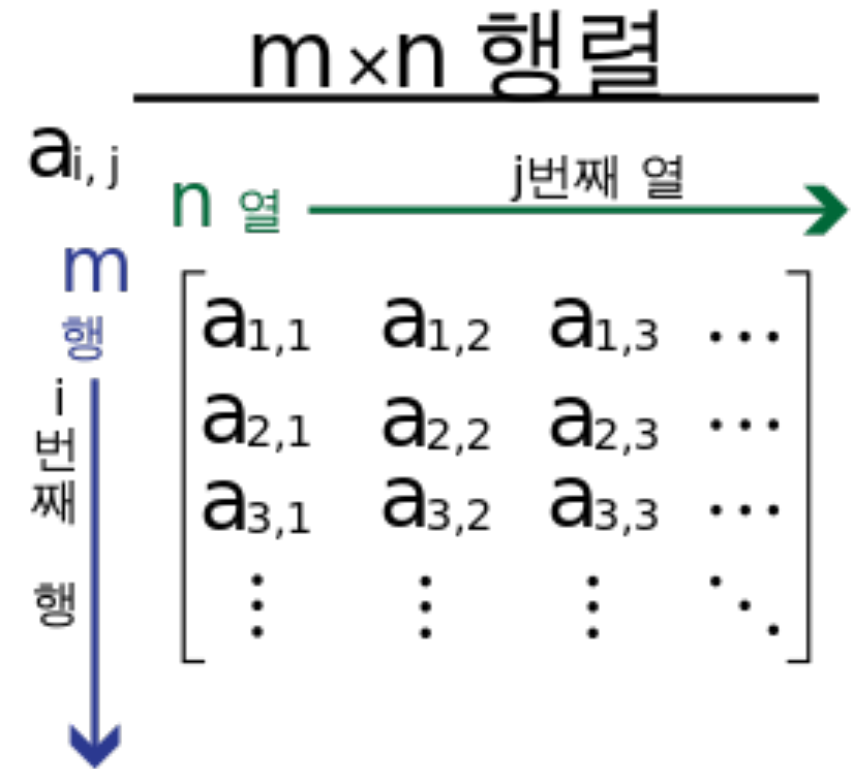 m×n 행렬
a i, j
n 열
j번째 열
m
행
i번째 행
a1,1 a1,2 a1,3 ⋯
a2,1 a2,2 a2,3 ⋯
a3,1 a3,2 a3,3 ⋯
⋮ ⋮ ⋮ ⋱